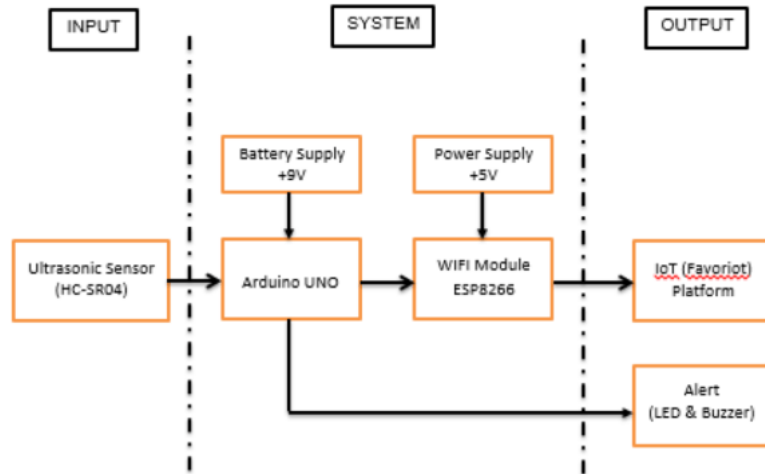 INPUT
SYSTEM
OUTPUT
Battery Supply
+9V
Power Supply
+5V
Ultrasonic Sensor
(HC-SR04)
Arduino UNO
WIFI Module
ESP8266
IoT (Favoriot)
Platform
Alert
(LED & Buzzer)